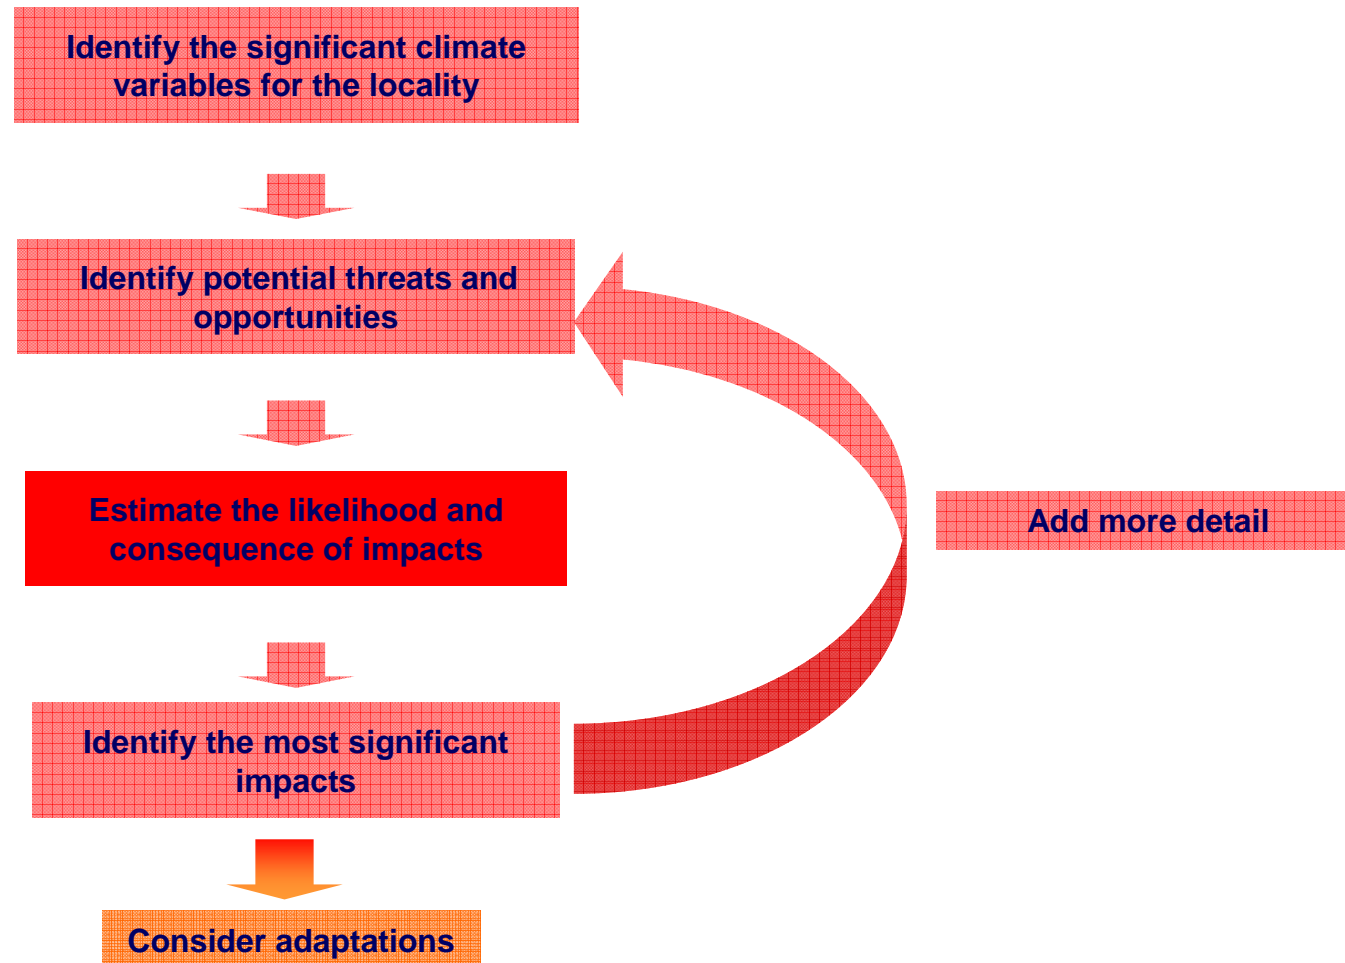 Identify the significant climate
variables for the locality
Identify potential threats and
opportunities
Estimate the likelihood and
consequence of impacts
Add more detail
Identify the most significant
impacts
Consider adaptations